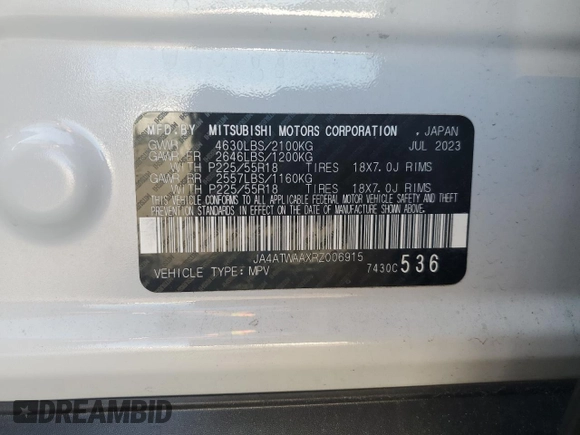 MFD.BY MITSUBISHI MOTORS CORPORATION , JAPAN
GVWR 4630LBS/2100KG JUL 2023
GAWR FR 2646LBS/1200KG
WITH P225/55R18 TIRES 18X7.0J RIMS
GAWR RR 2557LBS/1160KG
WITH P225/55R18 TIRES 18X7.0J RIMS
THIS VEHICLE CONFORMS TO ALL APPLICABLE FEDERAL MOTOR VEHICLE SAFETY AND THEFT
PREVENTION STANDARDS IN EFFECT ON THE DATE OF MANUFACTURE SHOWN ABOVE.
JA4ATWAAXRZ006915
VEHICLE TYPE: MPV 7430C 536
DREAMBID